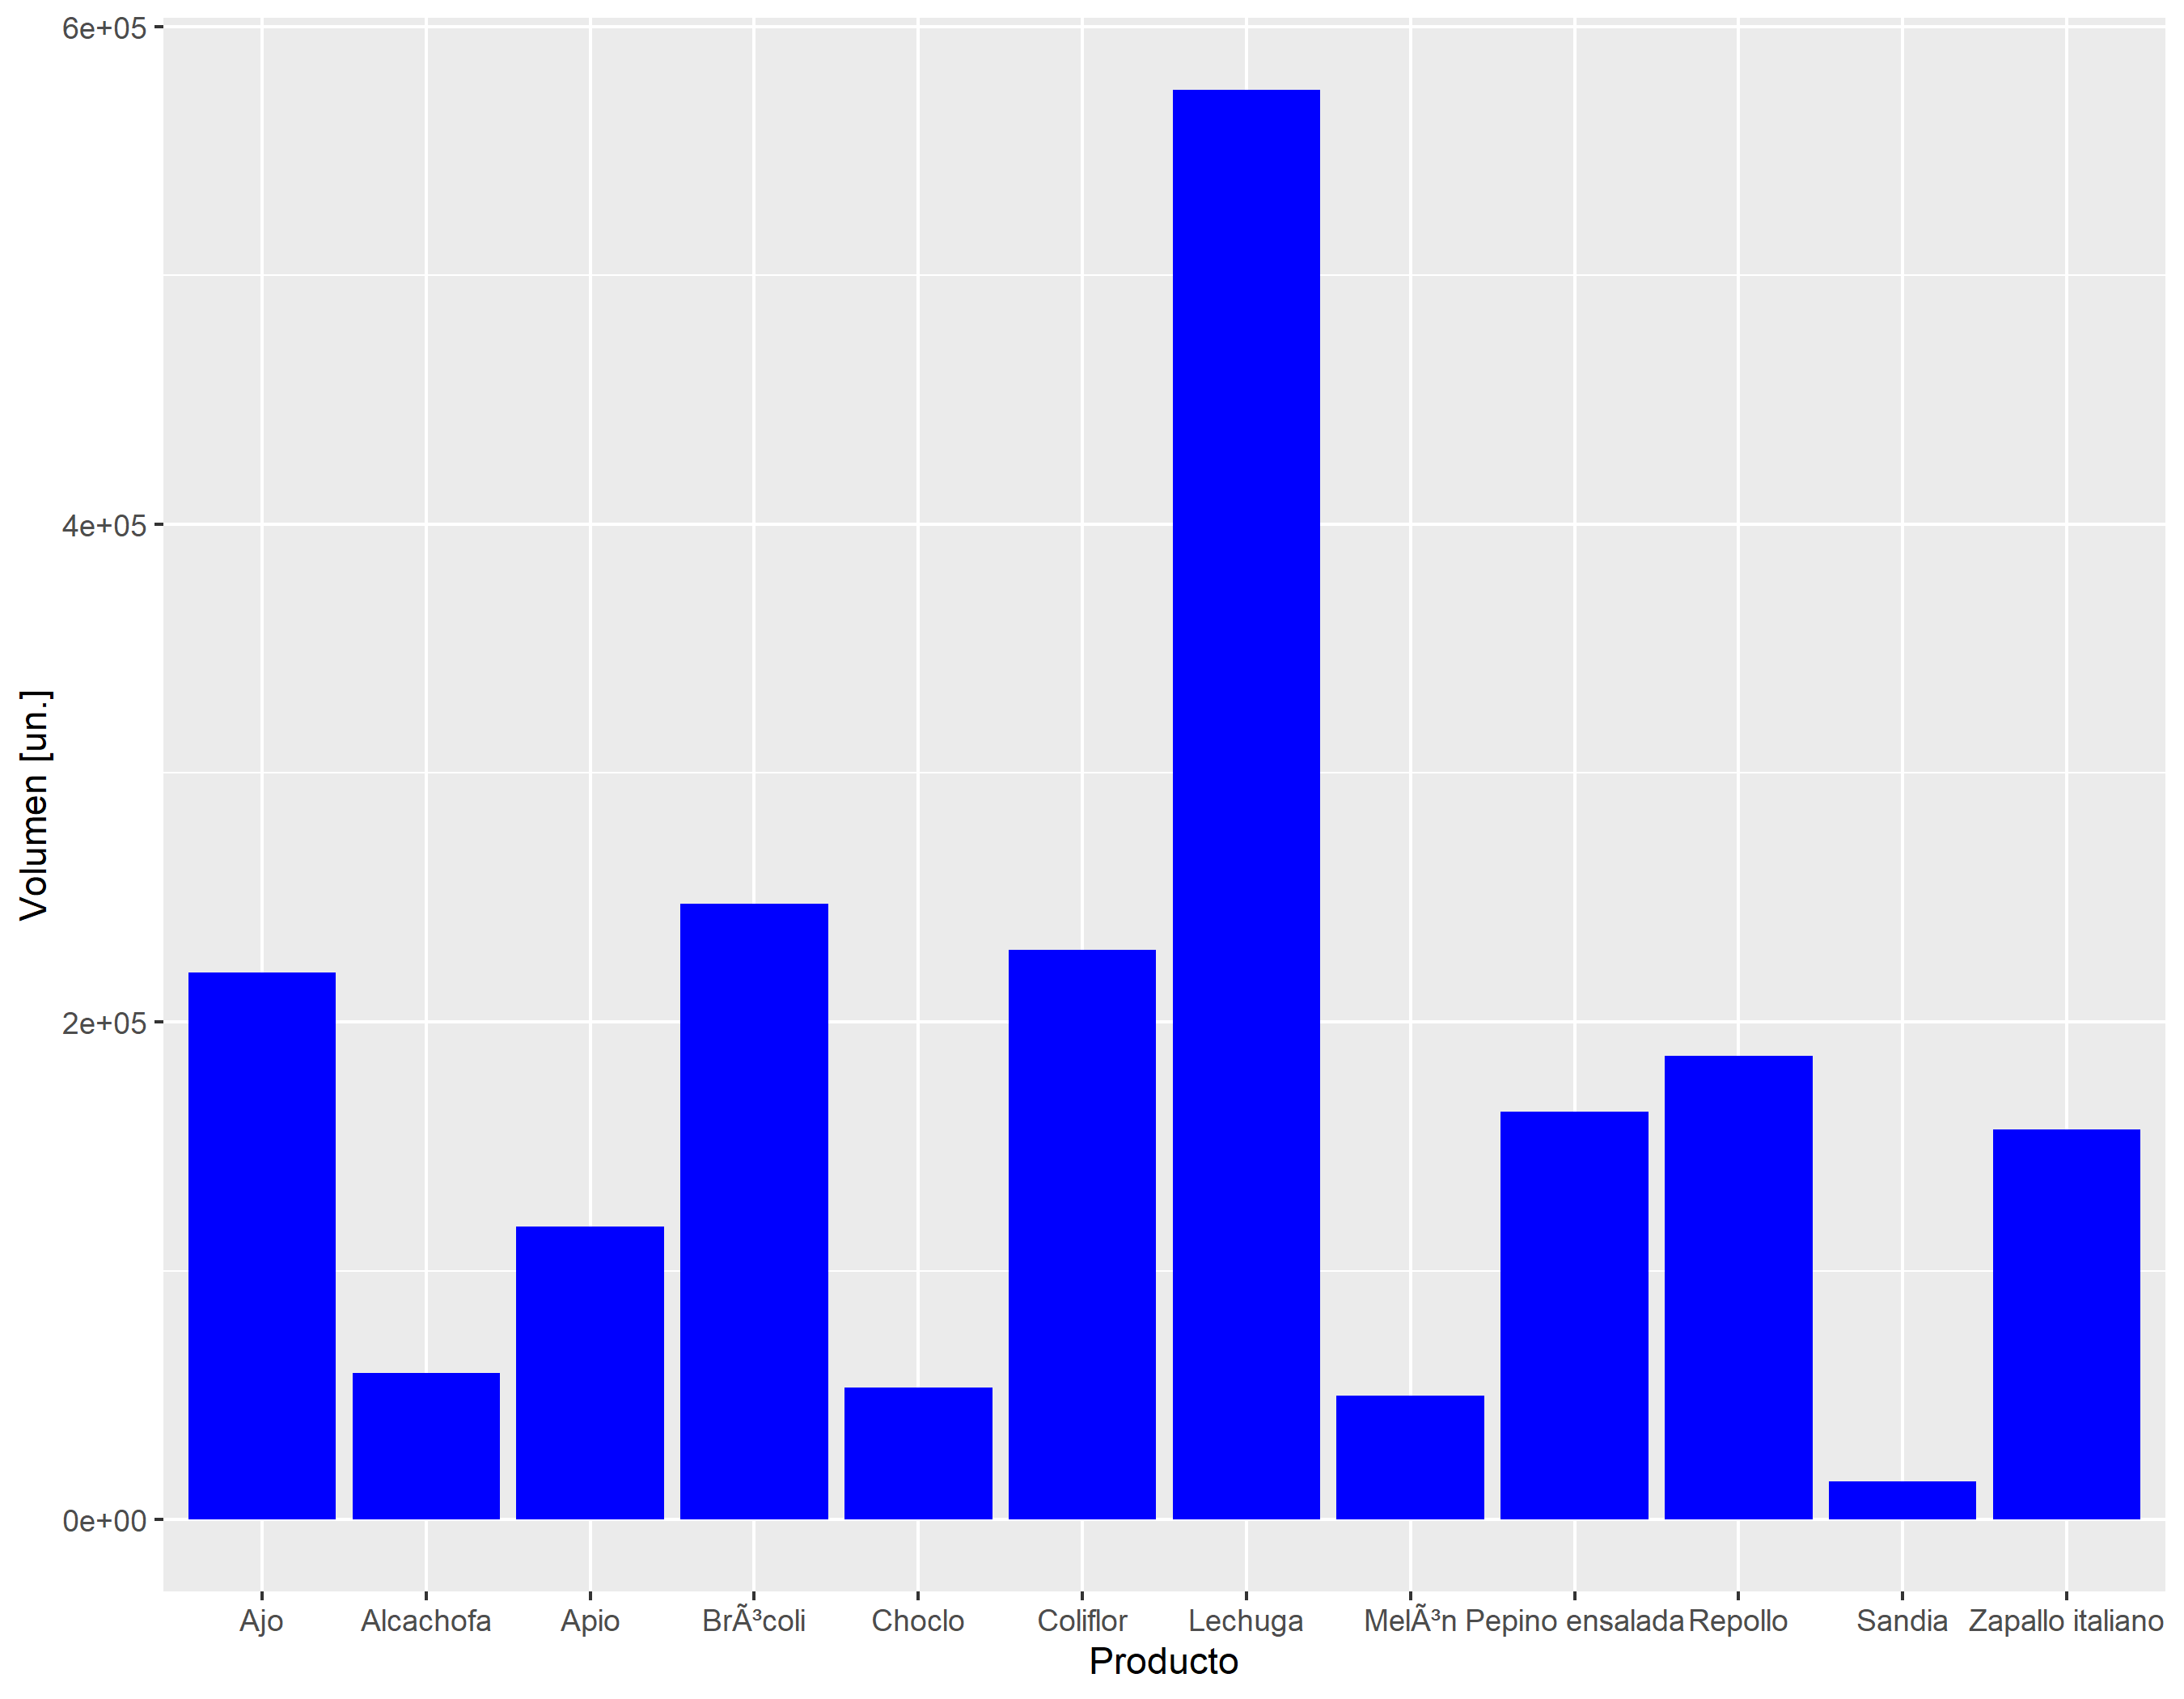 6e+05
4e+05
2e+05
0e+00
Volumen [un.]
Ajo Alcachofa Apio BrÃ³coli Choclo Coliflor Lechuga MelÃ³n Pepino ensalada Repollo Sandia Zapallo italiano
Producto